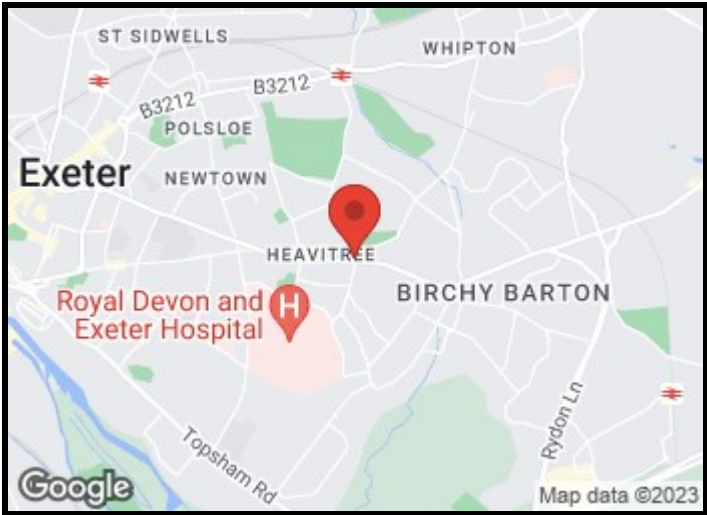 ST SIDWELLS
WHIPTON
B3212
B3212
POLSLOE
Exeter
NEWTOWN
HEAVITREE
BIRCHY BARTON
Royal Devon and
Exeter Hospital
H
Rydon Ln
Topsham Rd
Google
Map data ©2023